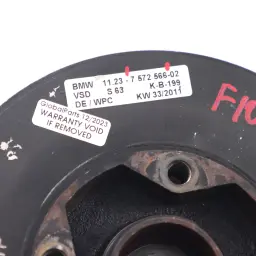 BMW 11.23 - 7 572 566-02
VSD S 63 K-B-199
DE / WPC KW 33/2011
GlobalParts 12/2023
WARRANTY VOID
IF REMOVED
F10